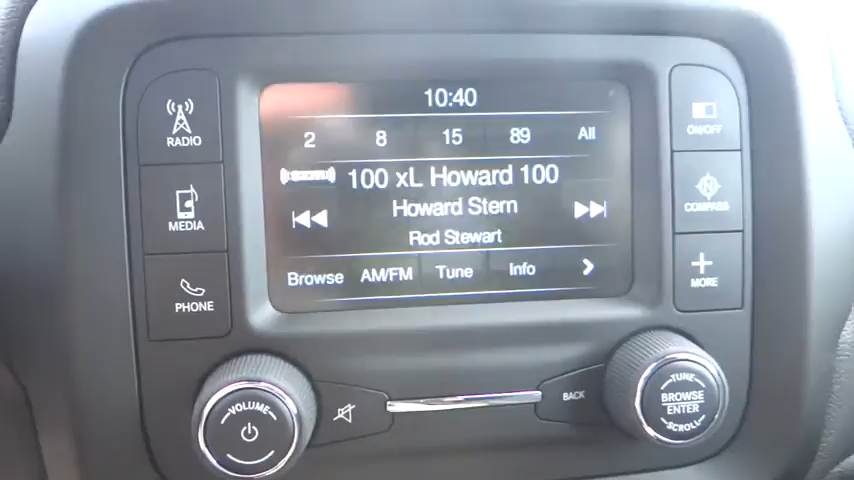 10:40
2 8 15 89 All
((SiriusXM))
100 xL Howard 100
Howard Stern
Rod Stewart
Browse AM/FM Tune Info
RADIO
MEDIA
PHONE
ON/OFF
COMPASS
MORE
VOLUME
BACK
TUNE
BROWSE
ENTER
SCROLL